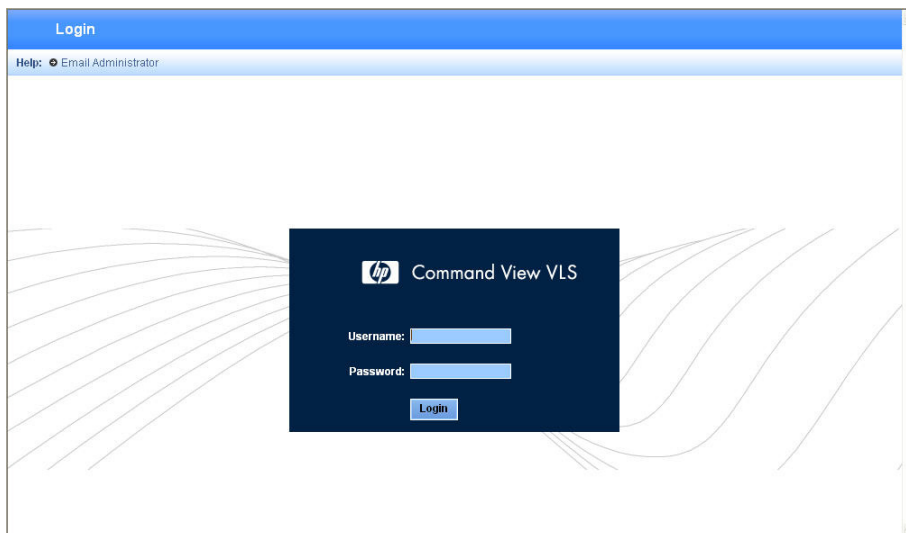 Login
Help: Email Administrator
hp Command View VLS
Username:
Password:
Login